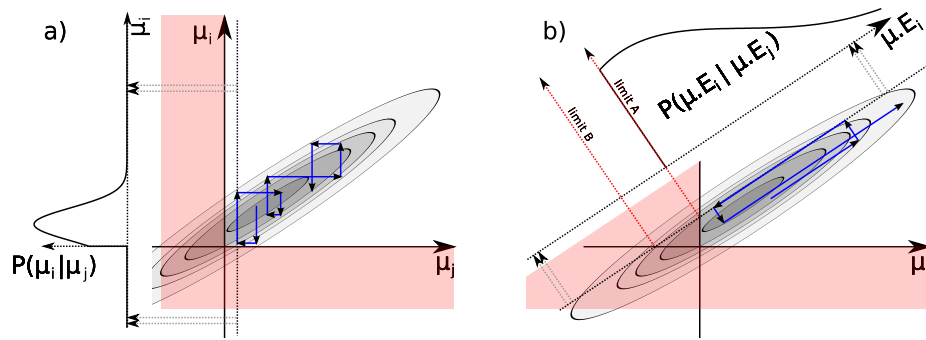 a)
μᵢ
μᵢ
μⱼ
P(μᵢ|μⱼ)
b)
μ.Eᵢ
P(μ.Eᵢ | μ.Eⱼ)
limit A
limit B
μ